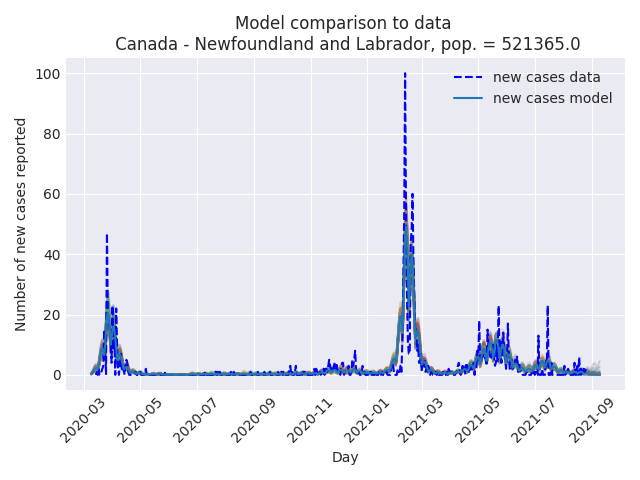 Model comparison to data
Canada - Newfoundland and Labrador, pop. = 521365.0
new cases data
new cases model
Number of new cases reported
100
80
60
40
20
0
2020-03
2020-05
2020-07
2020-09
2020-11
2021-01
2021-03
2021-05
2021-07
2021-09
Day